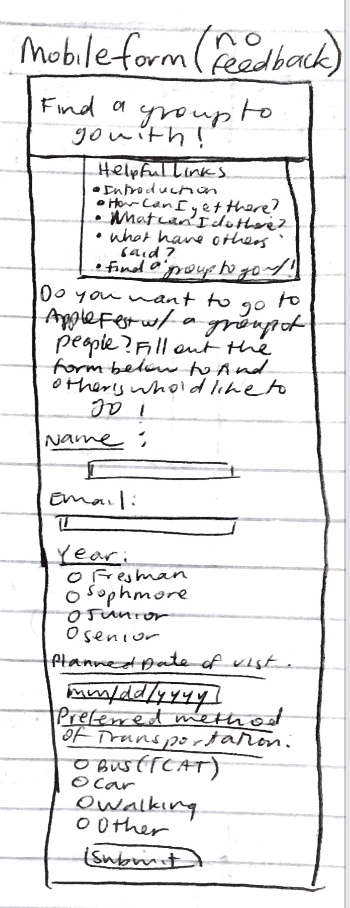 Mobile form (no
feedback)
Find a group to
go with!
Helpful Links
• Introduction
• How Can I get there?
• What can I do there?
• what have others
said?
• Find a group to go w/!
Do you want to go to
AppleFest w/ a group of
people? Fill out the
form below to find
others who'd like to
go!
Name:
Email:
Year:
O Freshman
O Sophmore
O Junior
O Senior
Planned Date of vist.
mm/dd/yyyy
Preferred method
of Transportation.
O Bus (TCAT)
O Car
O Walking
O Other
Submit